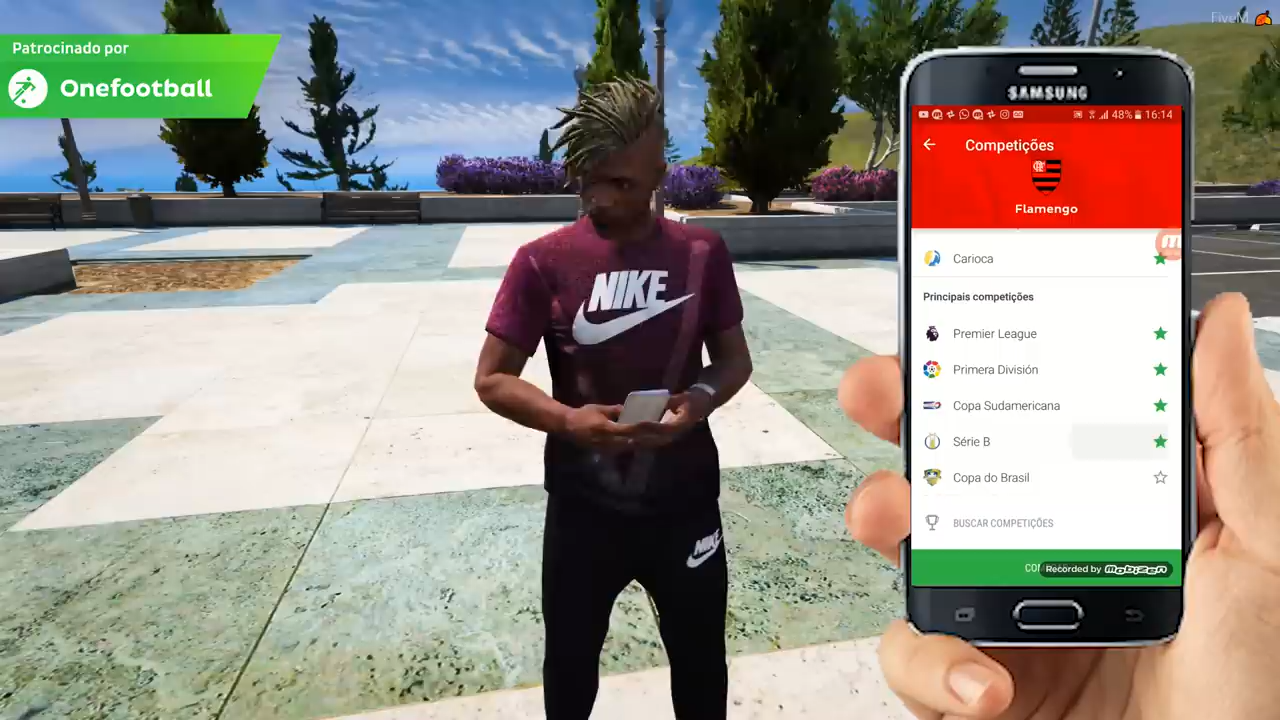 Patrocinado por
Onefootball
FiveM
SAMSUNG
48% 16:14
Competições
Flamengo
Carioca
Principais competições
Premier League
Primera División
Copa Sudamericana
Série B
Copa do Brasil
BUSCAR COMPETIÇÕES
Recorded by mobizen
NIKE
NIKE